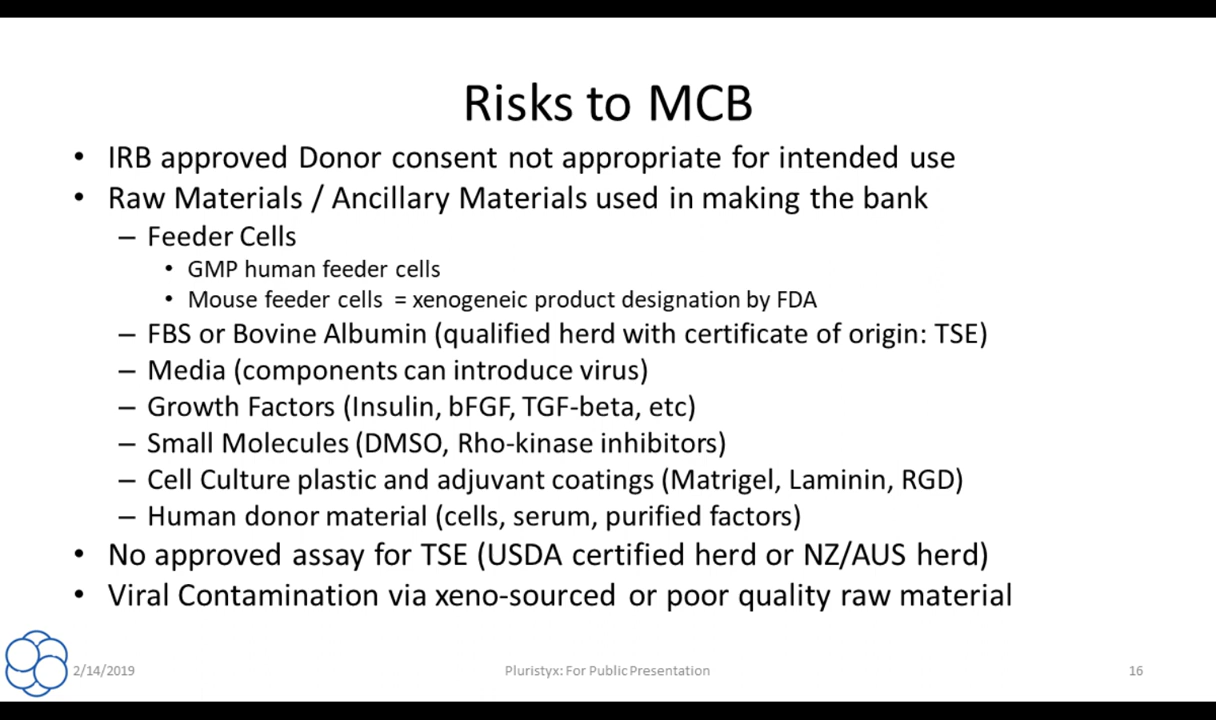 Risks to MCB
• IRB approved Donor consent not appropriate for intended use
• Raw Materials / Ancillary Materials used in making the bank
– Feeder Cells
• GMP human feeder cells
• Mouse feeder cells = xenogeneic product designation by FDA
– FBS or Bovine Albumin (qualified herd with certificate of origin: TSE)
– Media (components can introduce virus)
– Growth Factors (Insulin, bFGF, TGF-beta, etc)
– Small Molecules (DMSO, Rho-kinase inhibitors)
– Cell Culture plastic and adjuvant coatings (Matrigel, Laminin, RGD)
– Human donor material (cells, serum, purified factors)
• No approved assay for TSE (USDA certified herd or NZ/AUS herd)
• Viral Contamination via xeno-sourced or poor quality raw material
2/14/2019
Pluristyx: For Public Presentation
16